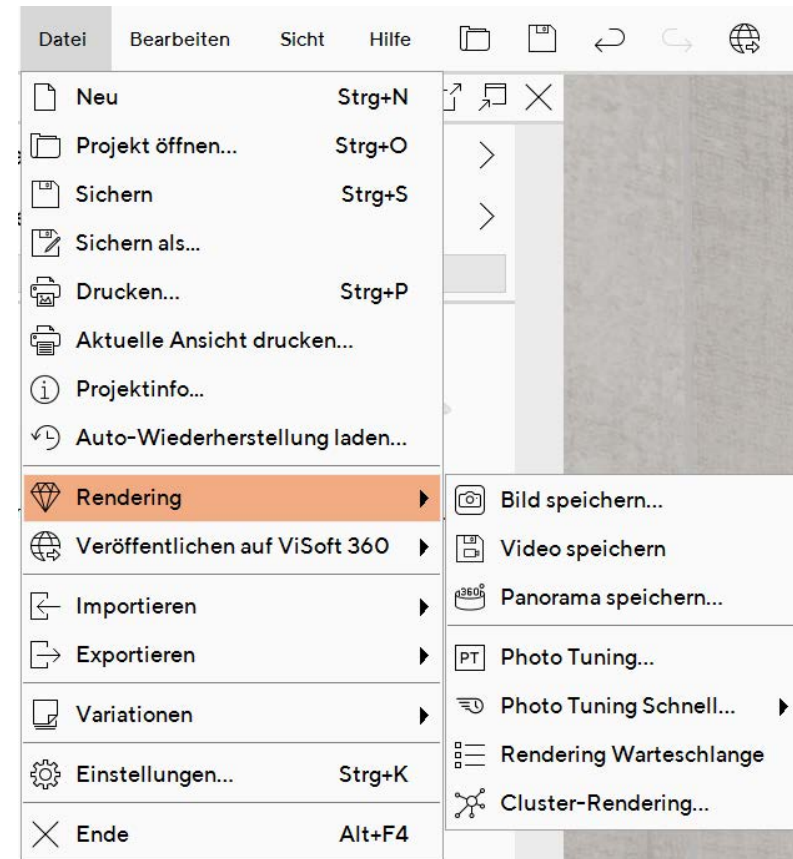 Datei Bearbeiten Sicht Hilfe
Neu Strg+N
Projekt öffnen... Strg+O
Sichern Strg+S
Sichern als...
Drucken... Strg+P
Aktuelle Ansicht drucken...
Projektinfo...
Auto-Wiederherstellung laden...
Rendering
Veröffentlichen auf ViSoft 360
Importieren
Exportieren
Variationen
Einstellungen... Strg+K
Ende Alt+F4
Bild speichern...
Video speichern
360° Panorama speichern...
PT Photo Tuning...
Photo Tuning Schnell...
Rendering Warteschlange
Cluster-Rendering...